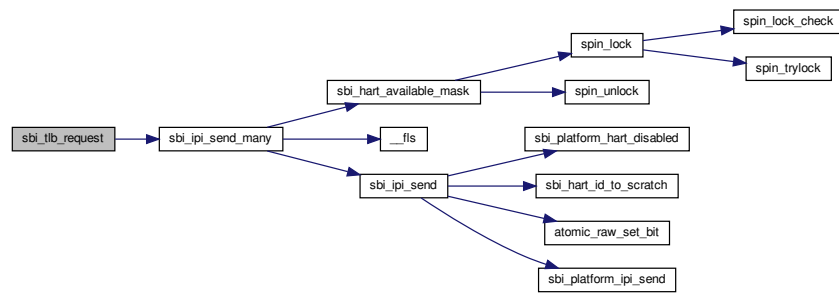 spin_lock_check
spin_lock
spin_trylock
sbi_hart_available_mask
spin_unlock
sbi_tlb_request
sbi_ipi_send_many
__fls
sbi_platform_hart_disabled
sbi_ipi_send
sbi_hart_id_to_scratch
atomic_raw_set_bit
sbi_platform_ipi_send